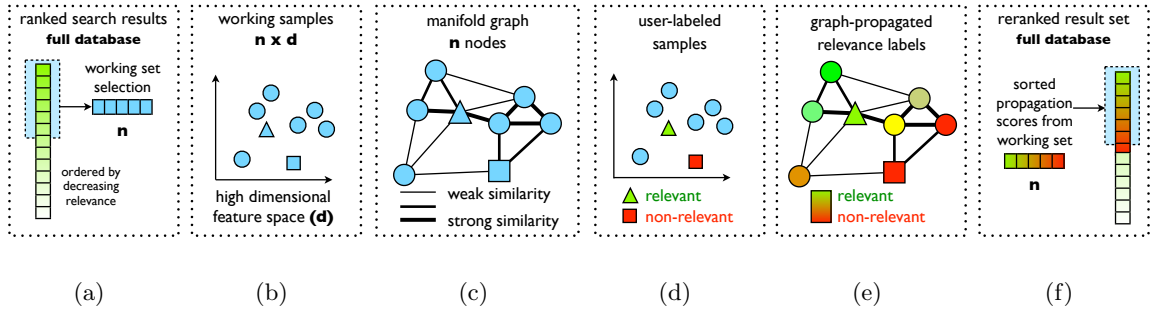 ranked search results
full database
working set
selection
n
ordered by
decreasing
relevance
working samples
n x d
high dimensional
feature space (d)
manifold graph
n nodes
weak similarity
strong similarity
user-labeled
samples
relevant
non-relevant
graph-propagated
relevance labels
relevant
non-relevant
reranked result set
full database
sorted
propagation
scores from
working set
n
(a)
(b)
(c)
(d)
(e)
(f)